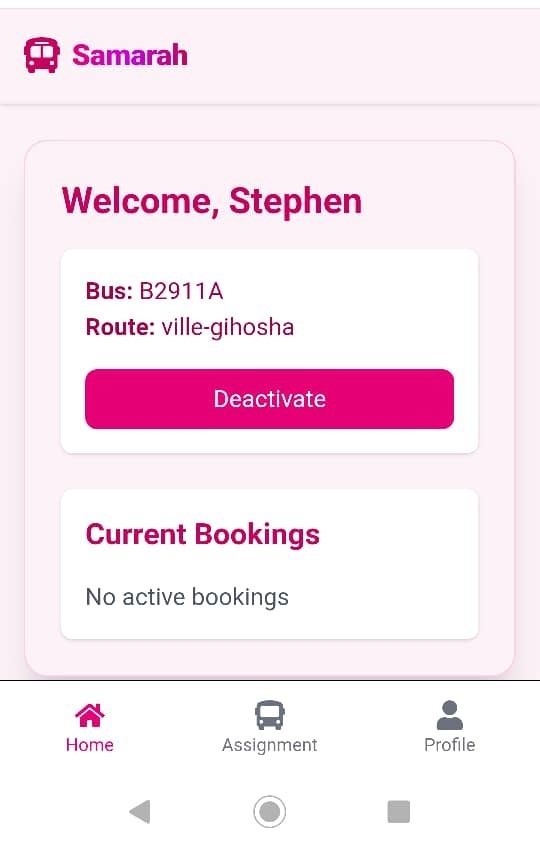 Samarah
Welcome, Stephen
Bus: B2911A
Route: ville-gihosha
Deactivate
Current Bookings
No active bookings
Home
Assignment
Profile